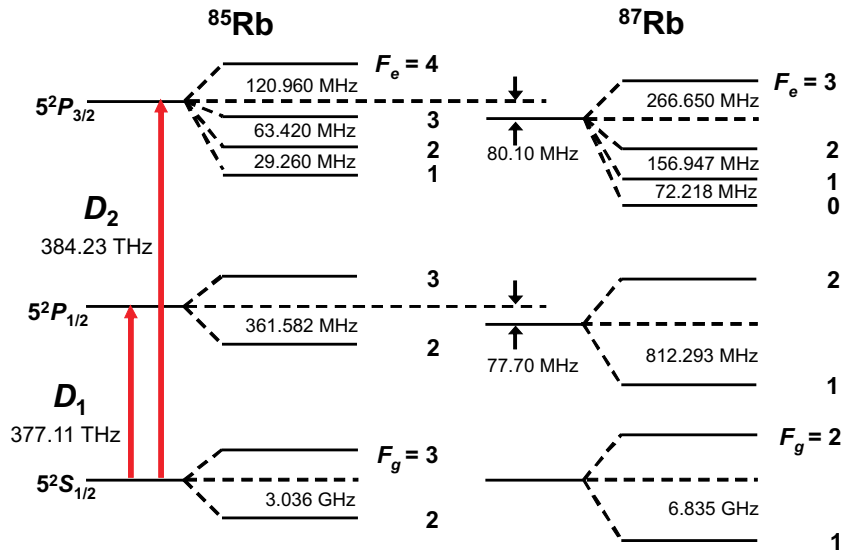 ⁸⁵Rb
⁸⁷Rb
5²P₃/₂
120.960 MHz
63.420 MHz
29.260 MHz
Fₑ = 4
3
2
1
80.10 MHz
266.650 MHz
156.947 MHz
72.218 MHz
Fₑ = 3
2
1
0
D₂
384.23 THz
5²P₁/₂
361.582 MHz
3
2
77.70 MHz
812.293 MHz
2
1
D₁
377.11 THz
5²S₁/₂
3.036 GHz
F_g = 3
2
6.835 GHz
F_g = 2
1